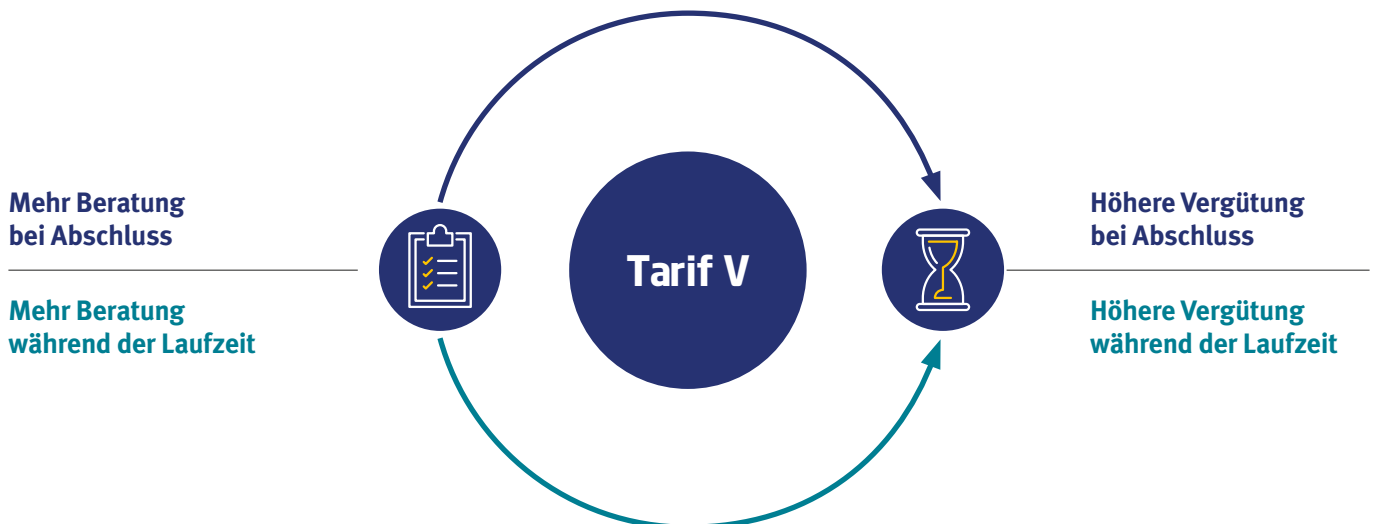 Mehr Beratung
bei Abschluss
Mehr Beratung
während der Laufzeit
Tarif V
Höhere Vergütung
bei Abschluss
Höhere Vergütung
während der Laufzeit